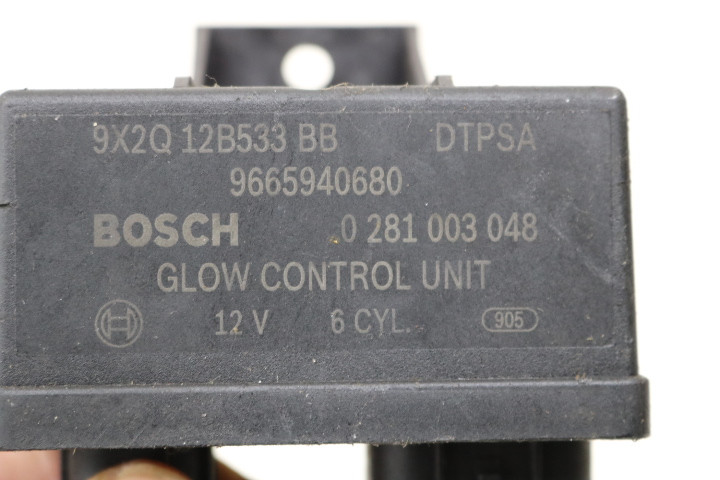 9X2Q 12B533 BB DTPSA
9665940680
BOSCH 0 281 003 048
GLOW CONTROL UNIT
12 V 6 CYL. 905